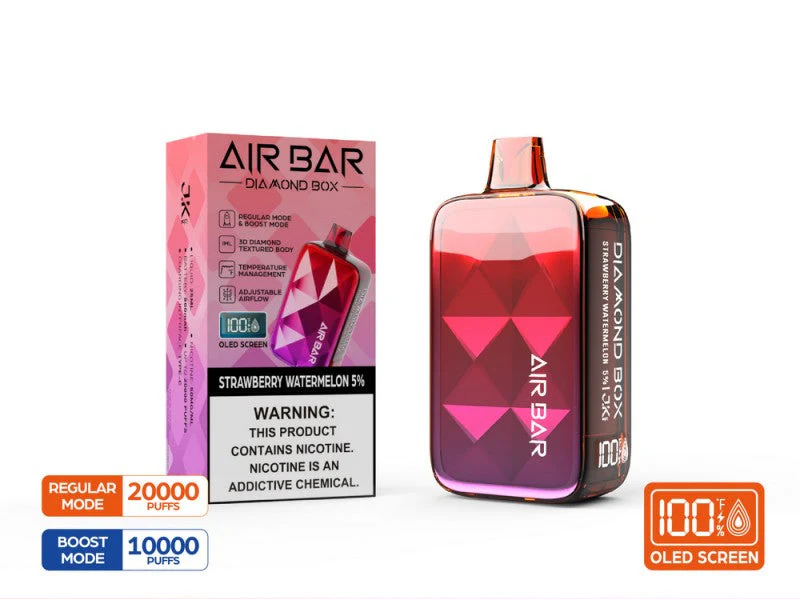 AIR BAR
DIAMOND BOX
REGULAR MODE
& BOOST MODE
3D DIAMOND
TEXTURED BODY
TEMPERATURE
MANAGEMENT
ADJUSTABLE
AIRFLOW
100
OLED SCREEN
AIR BAR
STRAWBERRY WATERMELON 5%
WARNING:
THIS PRODUCT
CONTAINS NICOTINE.
NICOTINE IS AN
ADDICTIVE CHEMICAL.
AIR BAR
DIAMOND BOX
STRAWBERRY WATERMELON 5%
100
REGULAR
MODE
20000
PUFFS
BOOST
MODE
10000
PUFFS
100 °F
%
OLED SCREEN